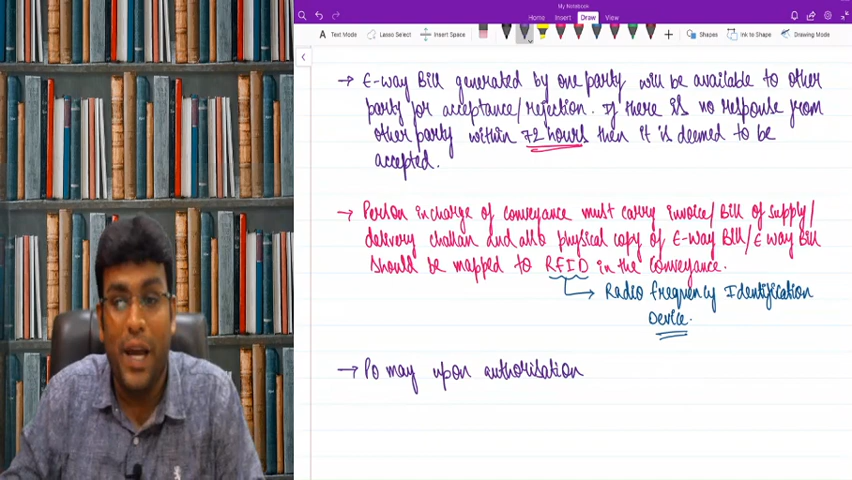 My Notebook
Home Insert Draw View
Text Mode Lasso Select Insert Space Shapes Ink to Shape Drawing Mode
→ E-way Bill generated by one party will be available to other
party for acceptance/rejection. If there is no response from
other party within 72 hours then it is deemed to be
accepted.
→ Person incharge of conveyance must carry invoice/Bill of supply/
delivery challan and also physical copy of E-Way Bill/E way Bill
should be mapped to RFID in the conveyance.
→ Radio frequency Identification
Device.
→ PO may upon authorisation